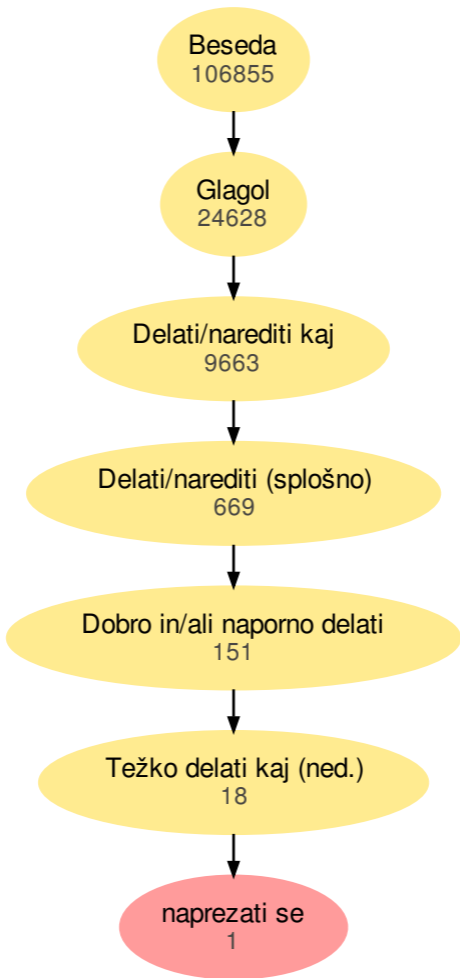 Beseda
106855
Glagol
24628
Delati/narediti kaj
9663
Delati/narediti (splošno)
669
Dobro in/ali naporno delati
151
Težko delati kaj (ned.)
18
naprezati se
1